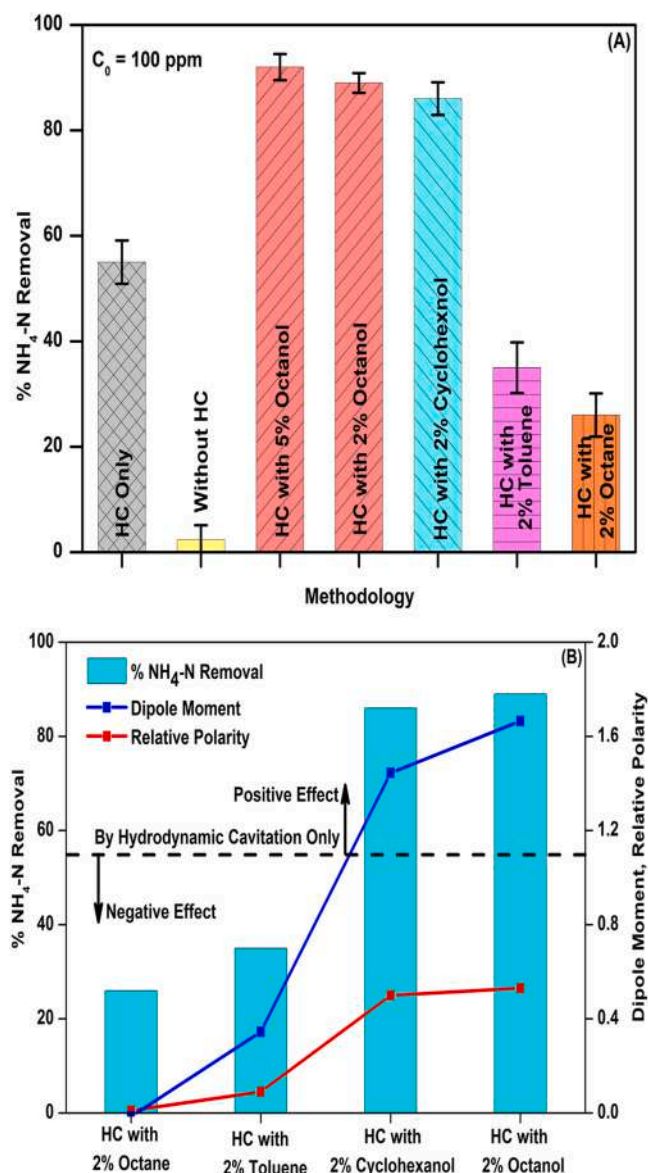 (A)
C₀ = 100 ppm
100
80
60
40
20
0
% NH₄-N Removal
HC Only
Without HC
HC with 5% Octanol
HC with 2% Octanol
HC with 2% Cyclohexnol
HC with
2% Toluene
HC with
2% Octane
Methodology
(B)
100
80
60
40
20
0
% NH₄-N Removal
% NH4-N Removal
Dipole Moment
Relative Polarity
Positive Effect
By Hydrodynamic Cavitation Only
Negative Effect
2.0
1.6
1.2
0.8
0.4
0.0
Dipole Moment, Relative Polarity
HC with
2% Octane
HC with
2% Toluene
HC with
2% Cyclohexanol
HC with
2% Octanol